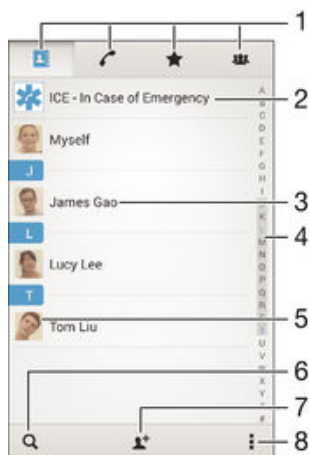 1
ICE - In Case of Emergency
2
Myself
J
James Gao
3
L
Lucy Lee
T
Tom Liu
A
B
C
D
E
F
G
H
I
J
K
L
M
N
O
P
Q
R
S
T
U
V
W
X
Y
#
4
5
6
7
8